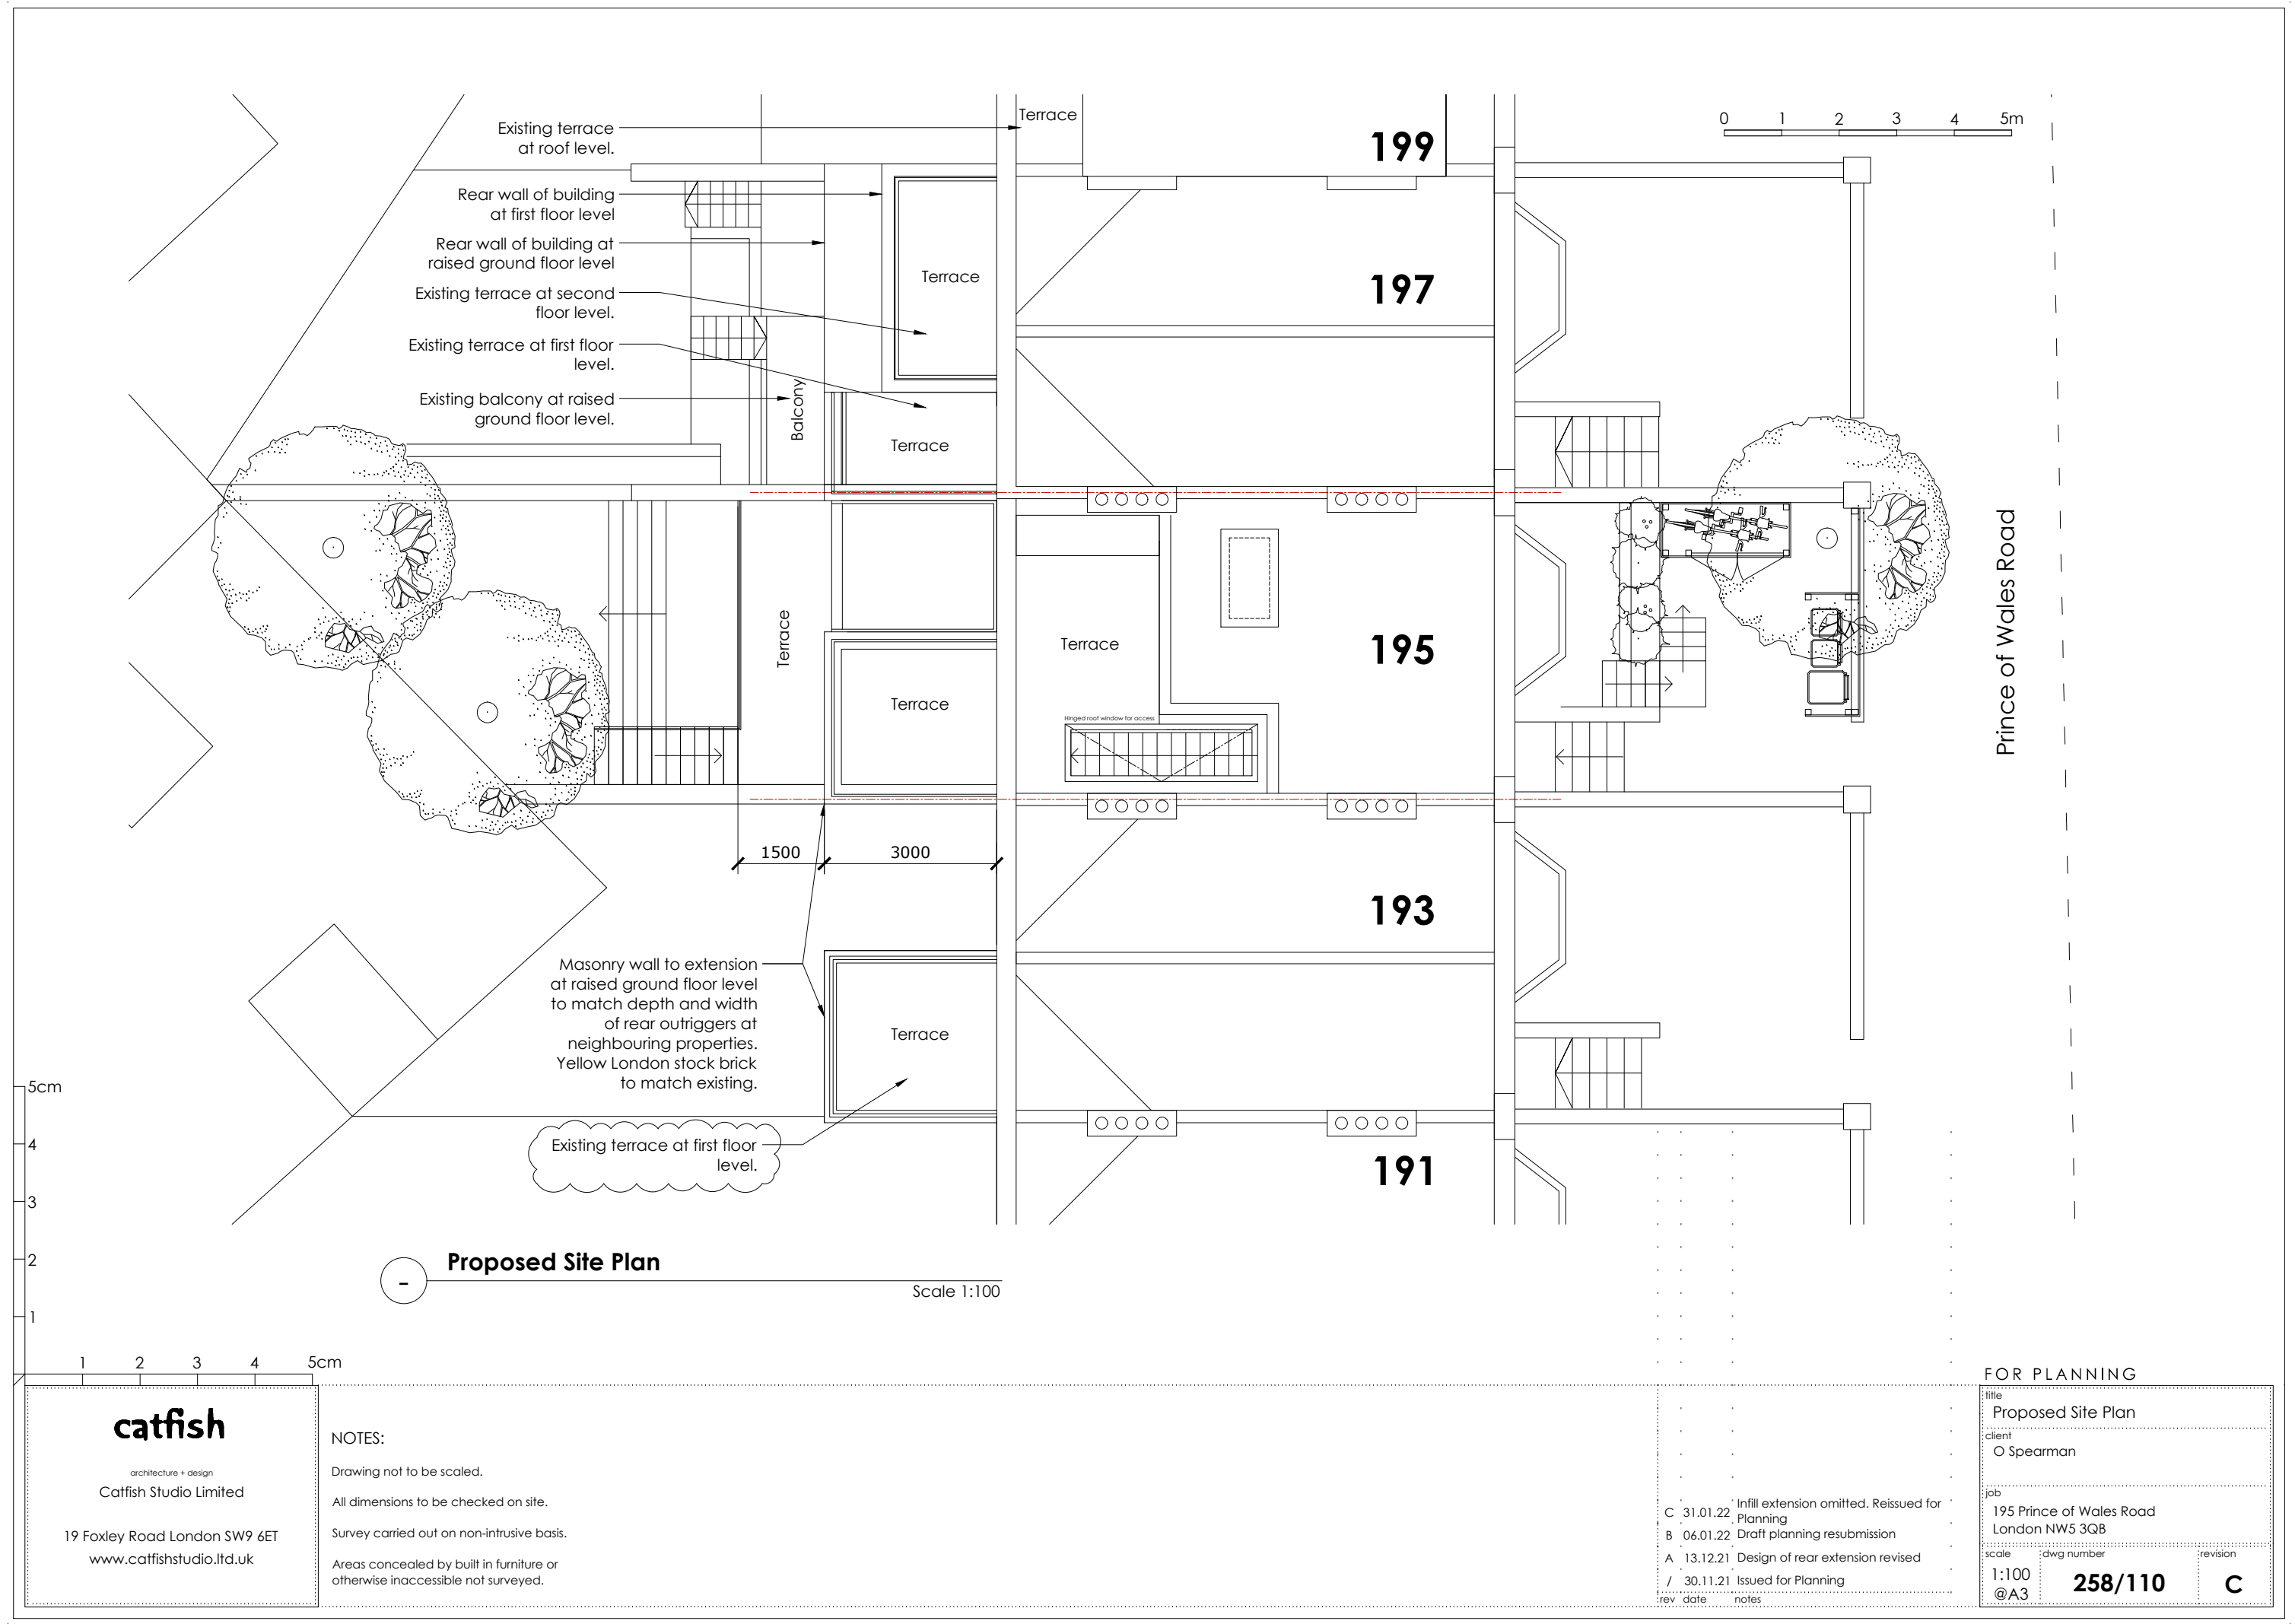 Existing terrace
at roof level.
Terrace
199
0 1 2 3 4 5m
Rear wall of building
at first floor level
Rear wall of building at
raised ground floor level
Existing terrace at second
floor level.
Existing terrace at first floor
level.
Existing balcony at raised
ground floor level.
Terrace
197
Balcony
Terrace
Terrace
Terrace
Terrace
195
Hinged roof window for access
Prince of Wales Road
1500
3000
193
Masonry wall to extension
at raised ground floor level
to match depth and width
of rear outriggers at
neighbouring properties.
Yellow London stock brick
to match existing.
Terrace
Existing terrace at first floor
level.
191
5cm
4
3
2
1
1 2 3 4 5cm
-
Proposed Site Plan
Scale 1:100
catfish
architecture + design
Catfish Studio Limited
19 Foxley Road London SW9 6ET
www.catfishstudio.ltd.uk
NOTES:
Drawing not to be scaled.
All dimensions to be checked on site.
Survey carried out on non-intrusive basis.
Areas concealed by built in furniture or
otherwise inaccessible not surveyed.
C 31.01.22 Infill extension omitted. Reissued for
Planning
B 06.01.22 Draft planning resubmission
A 13.12.21 Design of rear extension revised
/ 30.11.21 Issued for Planning
rev date notes
FOR PLANNING
title
Proposed Site Plan
client
O Spearman
job
195 Prince of Wales Road
London NW5 3QB
scale dwg number revision
1:100
@A3
258/110
C